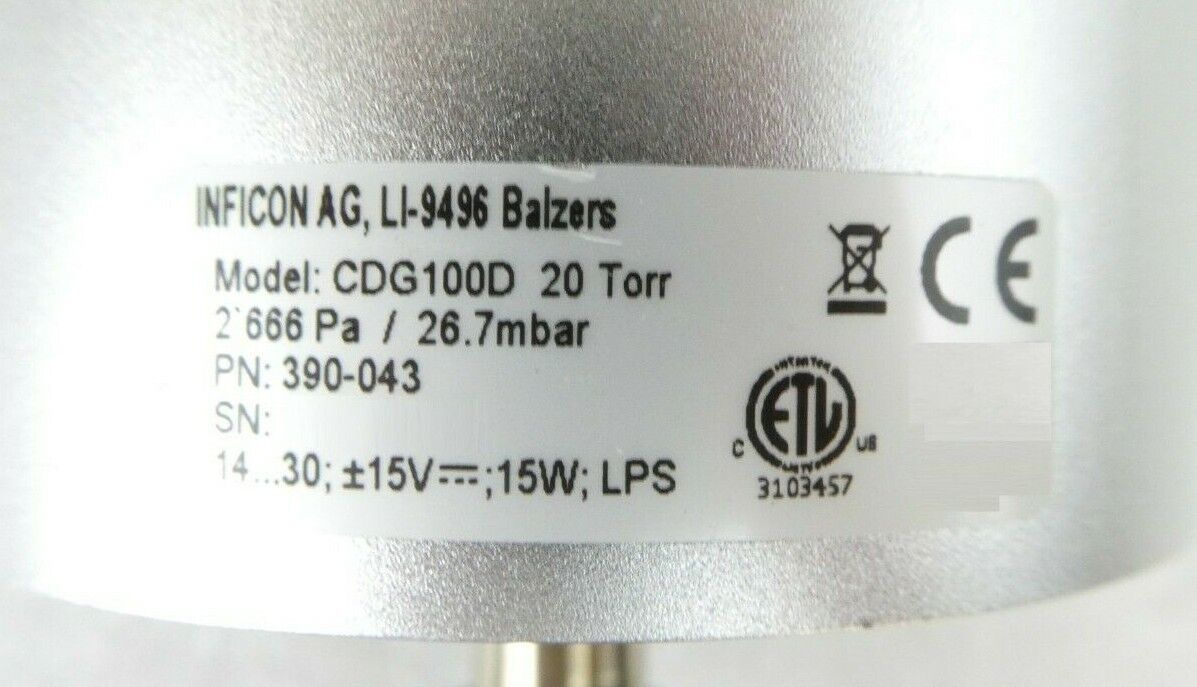 INFICON AG, LI-9496 Balzers
Model: CDG100D 20 Torr
2`666 Pa / 26.7mbar
PN: 390-043
SN:
14...30; ±15V⎓;15W; LPS
CE
ETL
C US
3103457